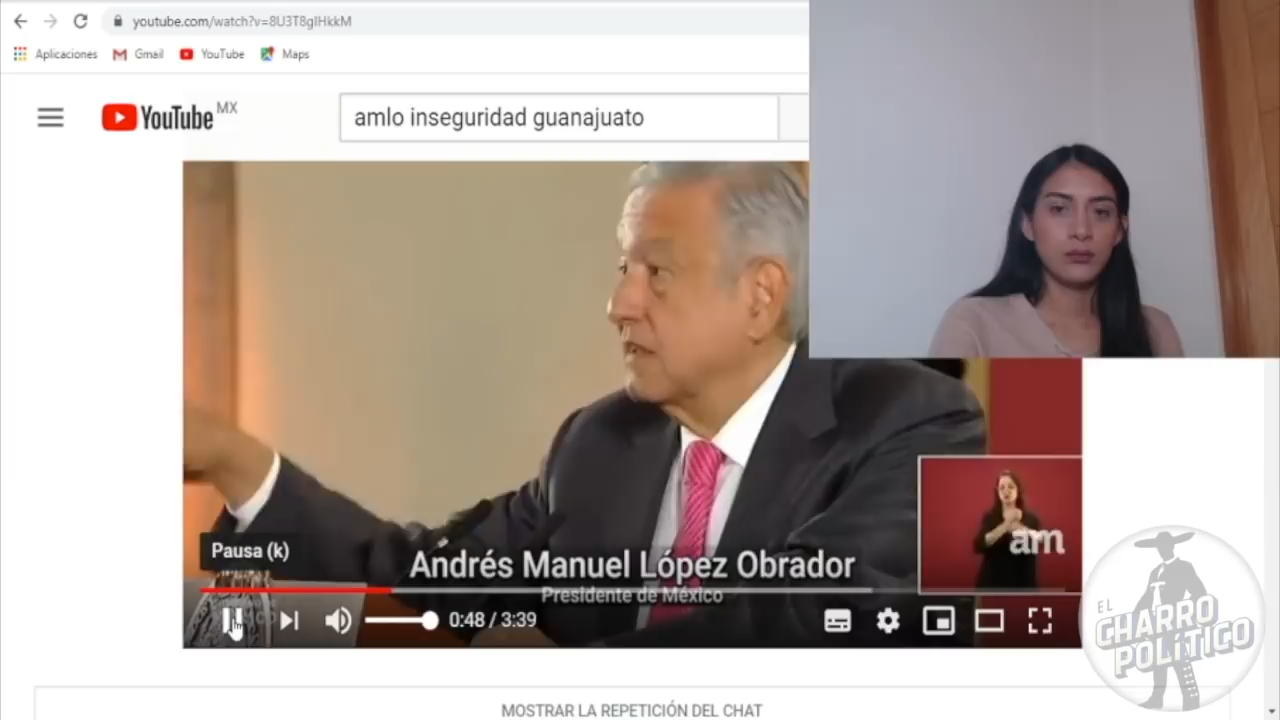 youtube.com/watch?v=8U3T8gIHkkM
Aplicaciones
Gmail
YouTube
Maps
YouTube MX
amlo inseguridad guanajuato
Pausa (k)
Andrés Manuel López Obrador
Presidente de México
am
0:48 / 3:39
EL
CHARRO
POLÍTICO
MOSTRAR LA REPETICIÓN DEL CHAT